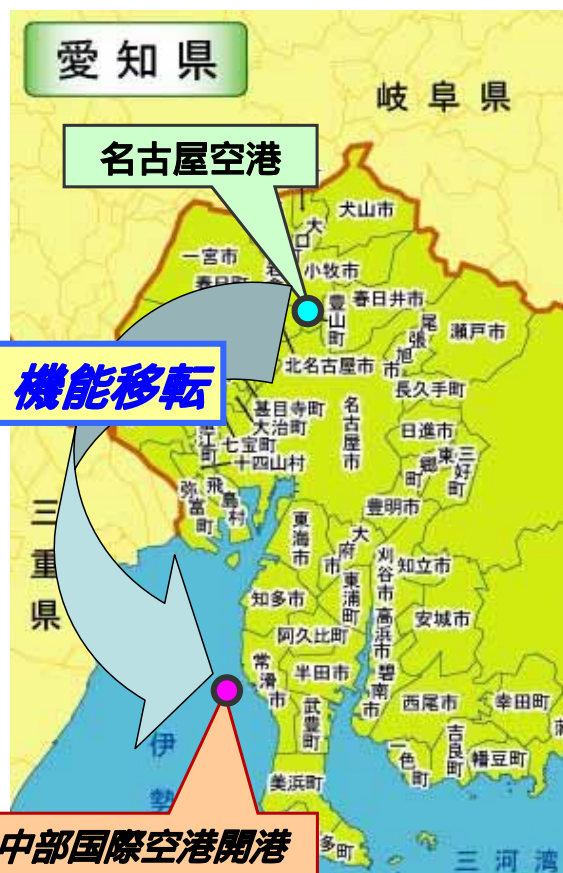 愛知県
岐阜県
名古屋空港
犬山市
大口
一宮市
小牧市
春日井市
豊山町
尾張旭市
瀬戸市
機能移転
北名古屋市
長久手町
甚目寺町
大治町
名古屋市
日進市
七宝町
東郷町
三好町
十四山村
弥富町
飛島村
豊明市
三重県
東海市
大府市
刈谷市
知立市
知多市
東浦町
高浜市
安城市
阿久比町
常滑市
半田市
碧南市
西尾市
幸田町
武豊町
吉良町
一色町
幡豆町
伊勢
美浜町
中部国際空港開港
多町
三河湾